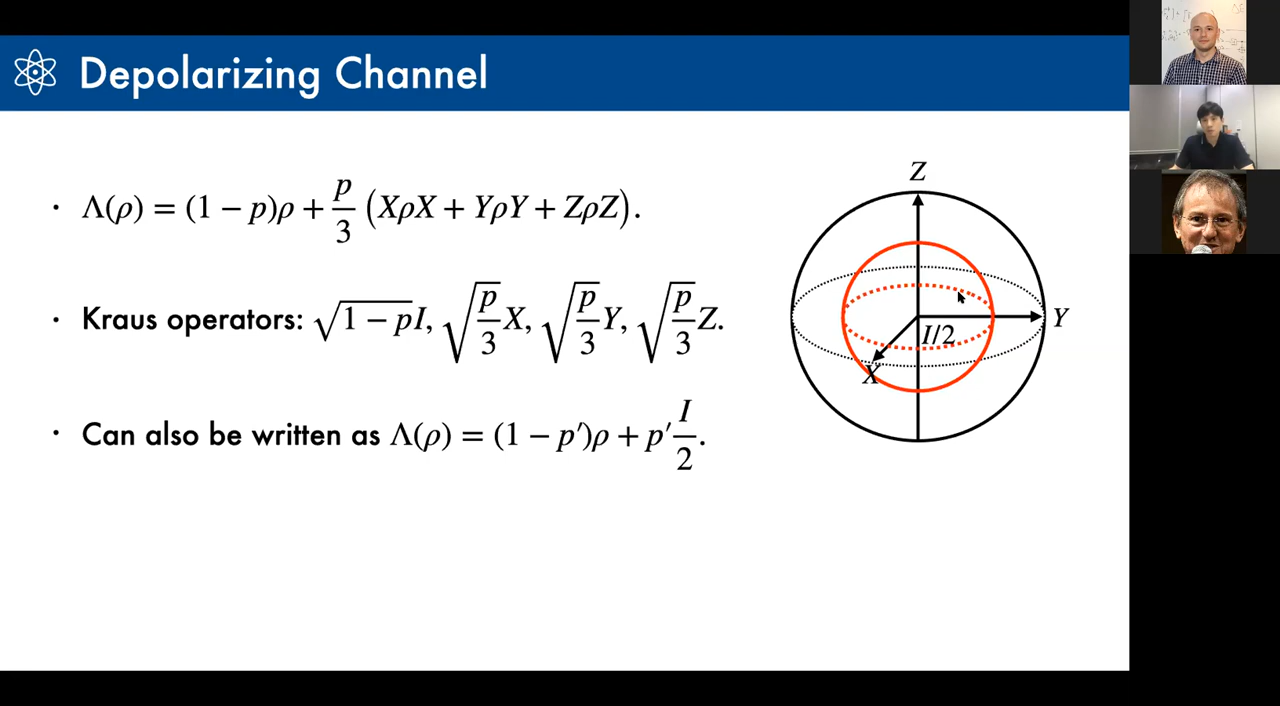 Depolarizing Channel
· Λ(ρ) = (1 − p)ρ + p/3 (XρX + YρY + ZρZ).
· Kraus operators: √(1 − p)I, √(p/3)X, √(p/3)Y, √(p/3)Z.
· Can also be written as Λ(ρ) = (1 − p′)ρ + p′ I/2.
Z
Y
I/2
X